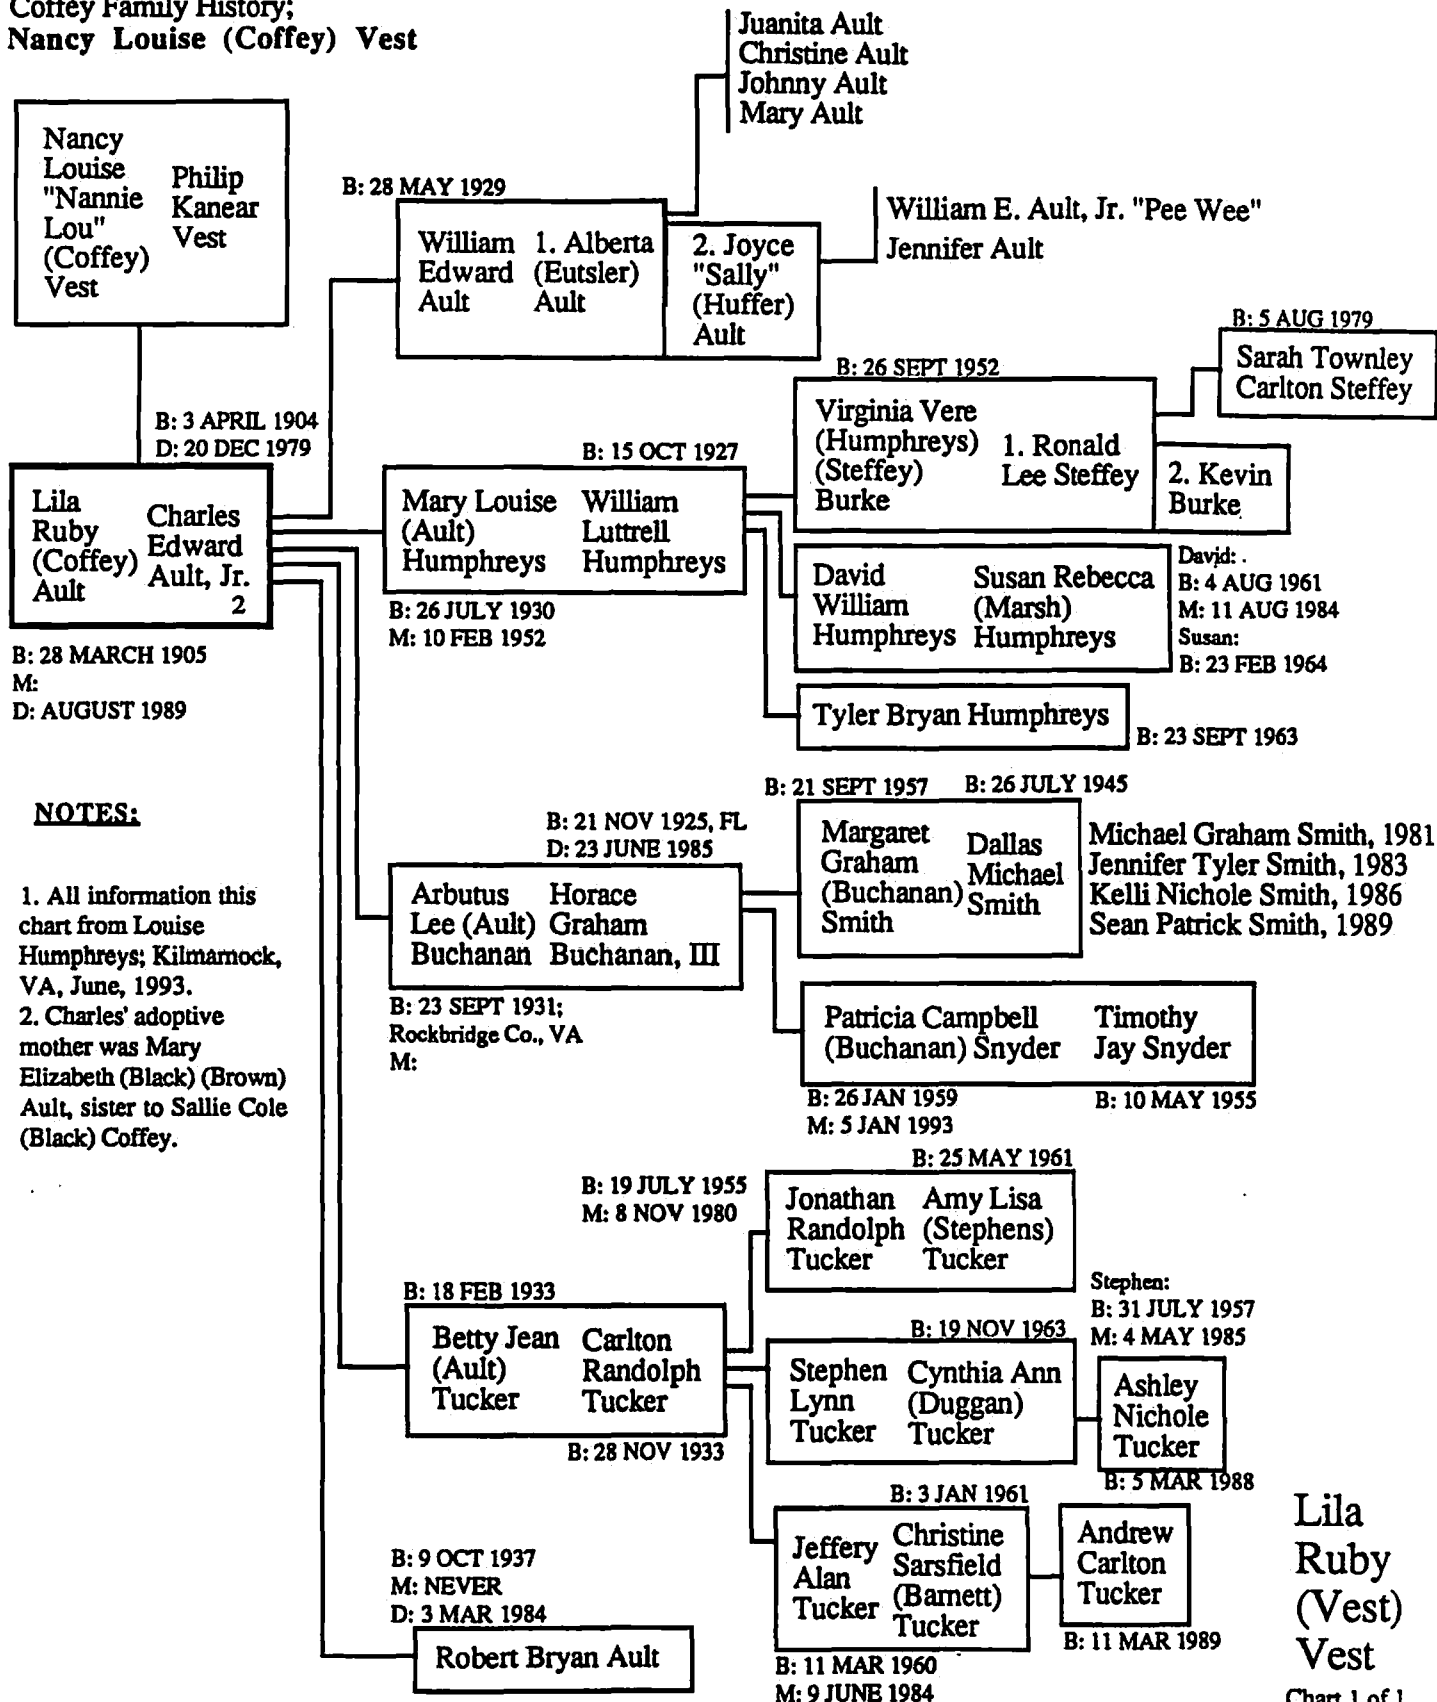 Coffey Family History;
Nancy Louise (Coffey) Vest
Nancy
Louise
"Nannie
Lou"
(Coffey)
Vest
Philip
Kanear
Vest
B: 3 APRIL 1904
D: 20 DEC 1979
Lila
Ruby
(Coffey)
Ault
Charles
Edward
Ault, Jr.
2
B: 28 MARCH 1905
M:
D: AUGUST 1989
NOTES:
1. All information this
chart from Louise
Humphreys; Kilmarnock,
VA, June, 1993.
2. Charles' adoptive
mother was Mary
Elizabeth (Black) (Brown)
Ault, sister to Sallie Cole
(Black) Coffey.
B: 28 MAY 1929
William
Edward
Ault
1. Alberta
(Eutsler)
Ault
2. Joyce
"Sally"
(Huffer)
Ault
Juanita Ault
Christine Ault
Johnny Ault
Mary Ault
William E. Ault, Jr. "Pee Wee"
Jennifer Ault
B: 15 OCT 1927
Mary Louise
(Ault)
Humphreys
William
Luttrell
Humphreys
B: 26 JULY 1930
M: 10 FEB 1952
B: 26 SEPT 1952
Virginia Vere
(Humphreys)
(Steffey)
Burke
1. Ronald
Lee Steffey
2. Kevin
Burke
B: 5 AUG 1979
Sarah Townley
Carlton Steffey
David
William
Humphreys
Susan Rebecca
(Marsh)
Humphreys
David:
B: 4 AUG 1961
M: 11 AUG 1984
Susan:
B: 23 FEB 1964
Tyler Bryan Humphreys
B: 23 SEPT 1963
B: 21 NOV 1925, FL
D: 23 JUNE 1985
Arbutus
Lee (Ault)
Buchanan
Horace
Graham
Buchanan, III
B: 23 SEPT 1931;
Rockbridge Co., VA
M:
B: 21 SEPT 1957
B: 26 JULY 1945
Margaret
Graham
(Buchanan)
Smith
Dallas
Michael
Smith
Michael Graham Smith, 1981
Jennifer Tyler Smith, 1983
Kelli Nichole Smith, 1986
Sean Patrick Smith, 1989
Patricia Campbell
(Buchanan) Snyder
Timothy
Jay Snyder
B: 26 JAN 1959
M: 5 JAN 1993
B: 10 MAY 1955
B: 18 FEB 1933
Betty Jean
(Ault)
Tucker
Carlton
Randolph
Tucker
B: 28 NOV 1933
B: 19 JULY 1955
M: 8 NOV 1980
B: 25 MAY 1961
Jonathan
Randolph
Tucker
Amy Lisa
(Stephens)
Tucker
B: 19 NOV 1963
Stephen:
B: 31 JULY 1957
M: 4 MAY 1985
Stephen
Lynn
Tucker
Cynthia Ann
(Duggan)
Tucker
Ashley
Nichole
Tucker
B: 5 MAR 1988
B: 3 JAN 1961
Jeffery
Alan
Tucker
Christine
Sarsfield
(Barnett)
Tucker
B: 11 MAR 1960
M: 9 JUNE 1984
Andrew
Carlton
Tucker
B: 11 MAR 1989
B: 9 OCT 1937
M: NEVER
D: 3 MAR 1984
Robert Bryan Ault
Lila
Ruby
(Vest)
Vest
Chart 1 of 1